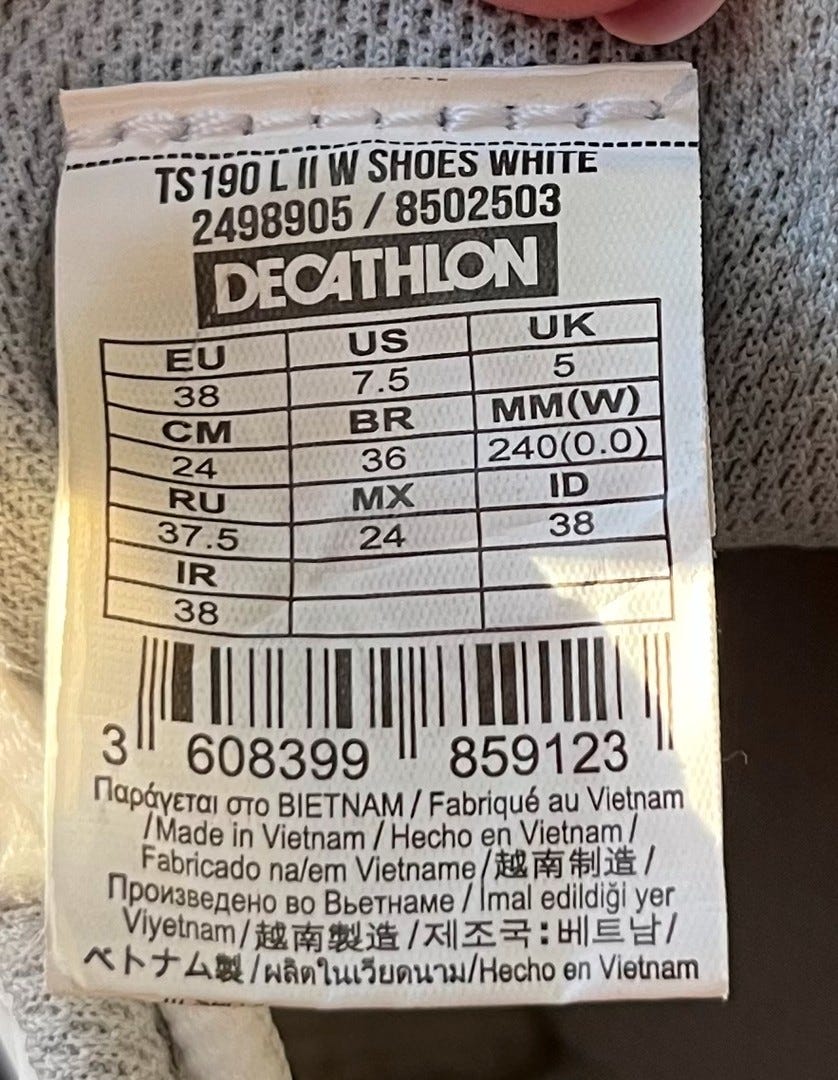 TS190 L II W SHOES WHITE
2498905 / 8502503
DECATHLON
EU US UK
38 7.5 5
CM BR MM(W)
24 36 240(0.0)
RU MX ID
37.5 24 38
IR
38
3 608399 859123
Παράγεται στο ΒΙΕΤΝΑΜ / Fabriqué au Vietnam
/Made in Vietnam / Hecho en Vietnam /
Fabricado na/em Vietname /越南制造 /
Произведено во Вьетнаме / İmal edildiği yer
Viyetnam / 越南製造 / 제조국 : 베트남 /
ベトナム製 / ผลิตในเวียดนาม/Hecho en Vietnam